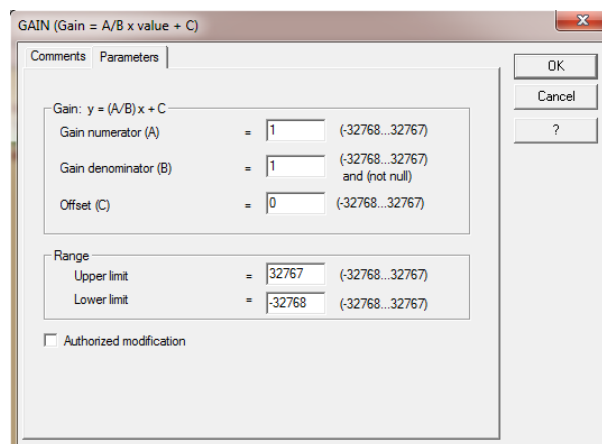 GAIN (Gain = A/B x value + C)
Comments Parameters
OK
Cancel
?
Gain: y = (A/B) x + C
Gain numerator (A) = 1 (-32768...32767)
Gain denominator (B) = 1 (-32768...32767)
and (not null)
Offset (C) = 0 (-32768...32767)
Range
Upper limit = 32767 (-32768...32767)
Lower limit = -32768 (-32768...32767)
Authorized modification